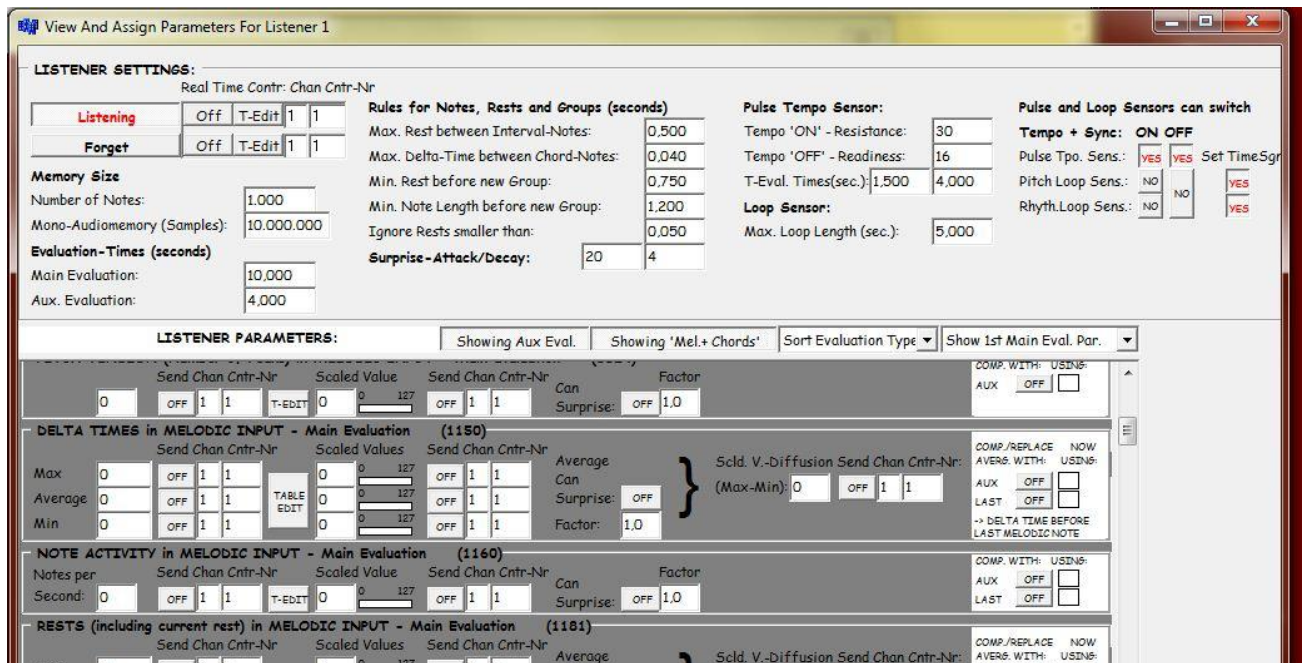 View And Assign Parameters For Listener 1
LISTENER SETTINGS:
Real Time Contr: Chan Cntr-Nr
Listening Off T-Edit 1 1
Forget Off T-Edit 1 1
Memory Size
Number of Notes: 1.000
Mono-Audiomemory (Samples): 10.000.000
Evaluation-Times (seconds)
Main Evaluation: 10,000
Aux. Evaluation: 4,000
Rules for Notes, Rests and Groups (seconds)
Max. Rest between Interval-Notes: 0,500
Max. Delta-Time between Chord-Notes: 0,040
Min. Rest before new Group: 0,750
Min. Note Length before new Group: 1,200
Ignore Rests smaller than: 0,050
Surprise-Attack/Decay: 20 4
Pulse Tempo Sensor:
Tempo 'ON' - Resistance: 30
Tempo 'OFF' - Readiness: 16
T-Eval. Times(sec.): 1,500 4,000
Loop Sensor:
Max. Loop Length (sec.): 5,000
Pulse and Loop Sensors can switch
Tempo + Sync: ON OFF
Pulse Tpo. Sens.: YES YES Set TimeSgr
Pitch Loop Sens.: NO NO YES
Rhyth.Loop Sens.: NO YES
LISTENER PARAMETERS: Showing Aux Eval. Showing 'Mel.+ Chords' Sort Evaluation Type Show 1st Main Eval. Par.
Send Chan Cntr-Nr Scaled Value Send Chan Cntr-Nr Can Surprise: Factor
0 OFF 1 1 T-EDIT 0 0 127 OFF 1 1 OFF 1,0
COMP. WITH: USING:
AUX OFF
DELTA TIMES in MELODIC INPUT - Main Evaluation (1150)
Send Chan Cntr-Nr Scaled Values Send Chan Cntr-Nr
Max 0 OFF 1 1 0 0 127 OFF 1 1
Average 0 OFF 1 1 TABLE EDIT 0 0 127 OFF 1 1
Min 0 OFF 1 1 0 0 127 OFF 1 1
Average
Can
Surprise: OFF
Factor: 1,0
}
Scld. V.-Diffusion Send Chan Cntr-Nr:
(Max-Min): 0 OFF 1 1
COMP./REPLACE NOW
AVERG. WITH: USING:
AUX OFF
LAST OFF
-> DELTA TIME BEFORE
LAST MELODIC NOTE
NOTE ACTIVITY in MELODIC INPUT - Main Evaluation (1160)
Notes per Send Chan Cntr-Nr Scaled Value Send Chan Cntr-Nr Can Factor
Second: 0 OFF 1 1 T-EDIT 0 0 127 OFF 1 1 Surprise: OFF 1,0
COMP. WITH: USING:
AUX OFF
LAST OFF
RESTS (including current rest) in MELODIC INPUT - Main Evaluation (1181)
Send Chan Cntr-Nr Scaled Values Send Chan Cntr-Nr Average Scld. V.-Diffusion Send Chan Cntr-Nr:
COMP./REPLACE NOW
AVERG. WITH: USING: